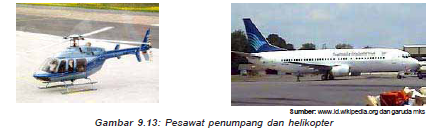 Sumber: www.id.wikipedia.org dan garuda mks
Gambar 9.13: Pesawat penumpang dan helikopter